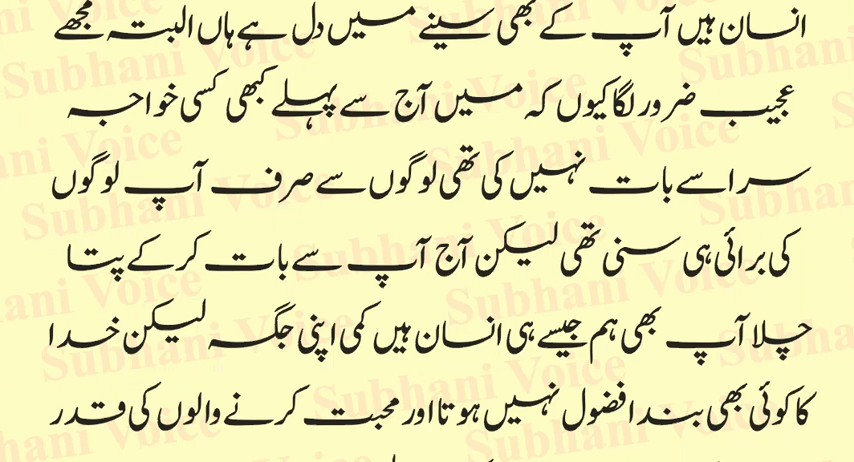 انسان ہیں آپ کے بھی سینے میں دل ہے ہاں البتہ مجھے
عجیب ضرور لگا کیوں کہ میں آج سے پہلے کبھی کسی خواجہ
سرا سے بات نہیں کی تھی لوگوں سے صرف آپ لوگوں
کی برائی ہی سنی تھی لیکن آج آپ سے بات کر کے پتا
چلا آپ بھی ہم جیسے ہی انسان ہیں کمی اپنی جگہ لیکن خدا
کا کوئی بھی بندا فضول نہیں ہوتا اور محبت کرنے والوں کی قدر
Subhani Voice